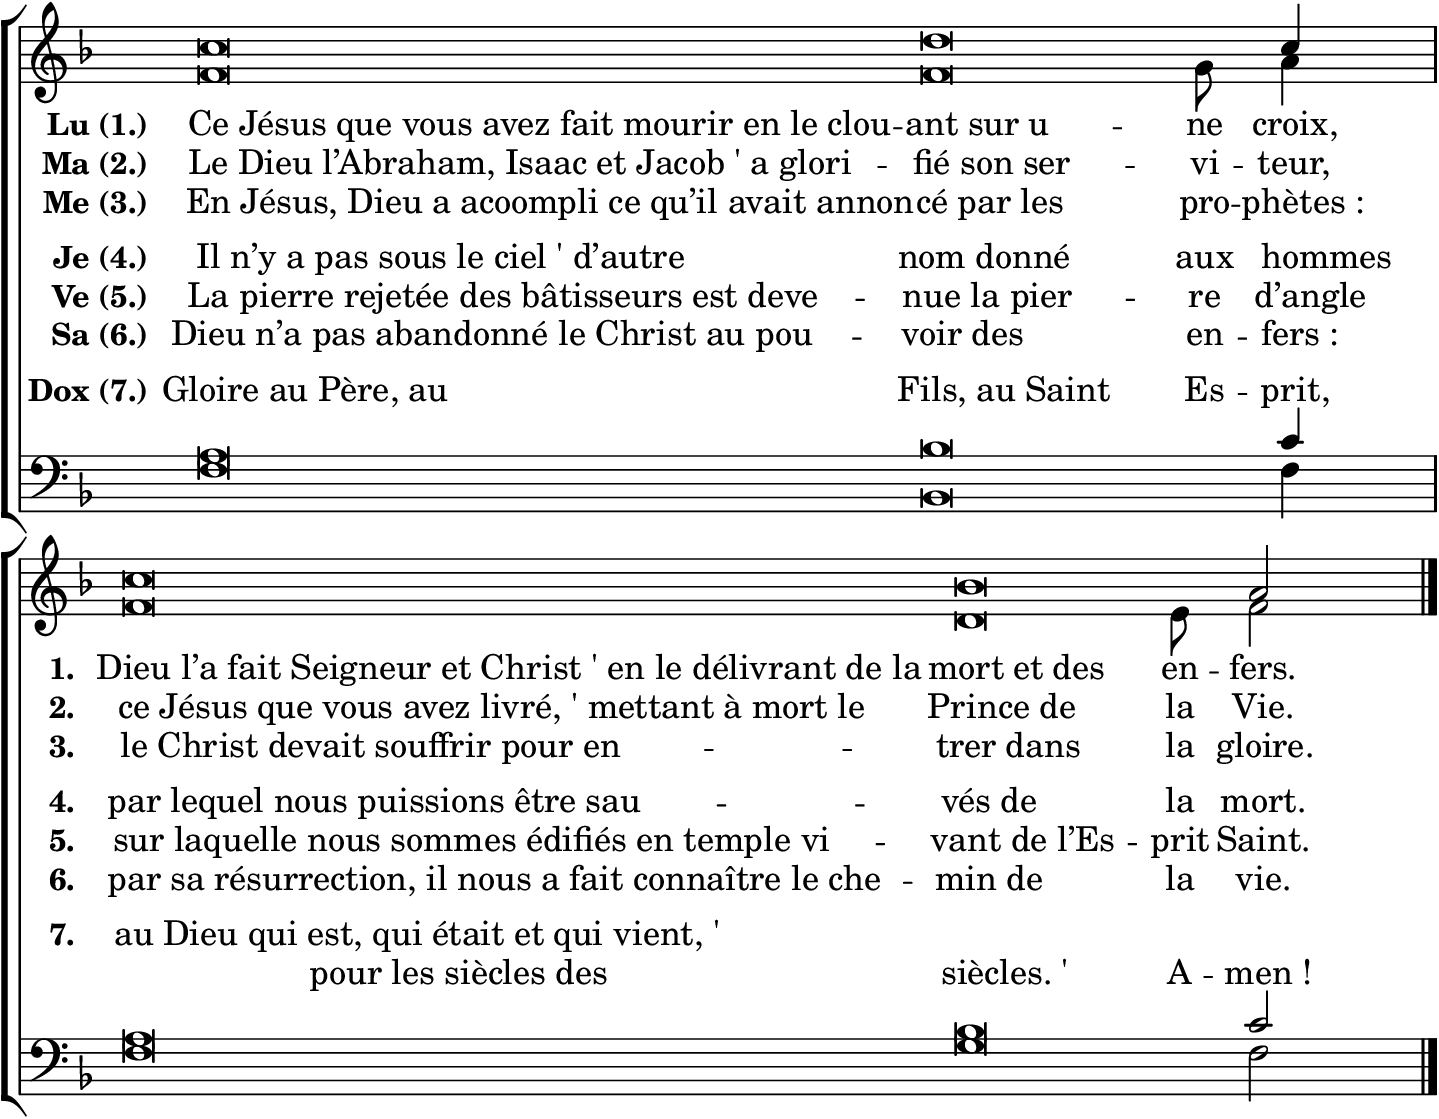 Lu (1.) Ce Jésus que vous avez fait mourir en le clou -- ant sur u -- ne croix,
Ma (2.) Le Dieu l’Abraham, Isaac et Jacob ' a glori -- fié son ser -- vi -- teur,
Me (3.) En Jésus, Dieu a acoompli ce qu’il avait annoncé par les pro -- phètes :
Je (4.) Il n’y a pas sous le ciel ' d’autre nom donné aux hommes
Ve (5.) La pierre rejetée des bâtisseurs est deve -- nue la pier -- re d’angle
Sa (6.) Dieu n’a pas abandonné le Christ au pou -- voir des en -- fers :
Dox (7.) Gloire au Père, au Fils, au Saint Es -- prit,
1. Dieu l’a fait Seigneur et Christ ' en le délivrant de la mort et des en -- fers.
2. ce Jésus que vous avez livré, ' mettant à mort le Prince de la Vie.
3. le Christ devait souffrir pour en -- -- trer dans la gloire.
4. par lequel nous puissions être sau -- -- vés de la mort.
5. sur laquelle nous sommes édifiés en temple vi -- vant de l’Es -- prit Saint.
6. par sa résurrection, il nous a fait connaître le che -- min de la vie.
7. au Dieu qui est, qui était et qui vient, '
pour les siècles des siècles. ' A -- men !